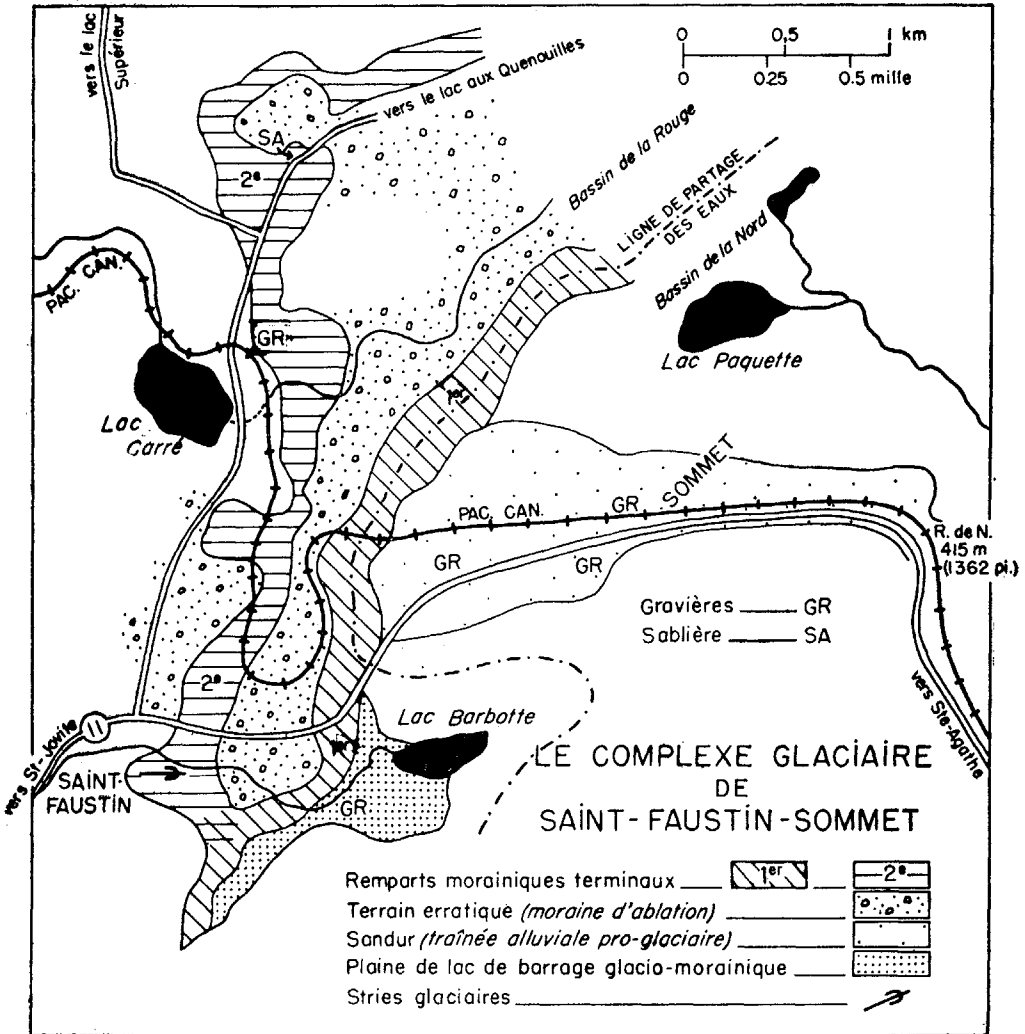 vers le lac
Supérieur
0 0,5 1 km
0 0.25 0.5 mille
vers le lac aux Quenouilles
SA
2e
Bassin de la Rouge
LIGNE DE PARTAGE
DES EAUX
Bassin de la Nord
PAC. CAN.
GR
Lac Paquette
1er
Lac
Carré
SOMMET
PAC. CAN.
GR
R. de N.
415 m
(1362 pi.)
GR
GR
Gravières GR
Sablière SA
2e
vers Ste-Agathe
Lac Barbotte
11
vers St-Jovite
1er
SAINT-
FAUSTIN
GR
LE COMPLEXE GLACIAIRE
DE
SAINT-FAUSTIN-SOMMET
Remparts morainiques terminaux 1er 2e
Terrain erratique (moraine d'ablation)
Sandur (traînée alluviale pro-glaciaire)
Plaine de lac de barrage glacio-morainique
Stries glaciaires